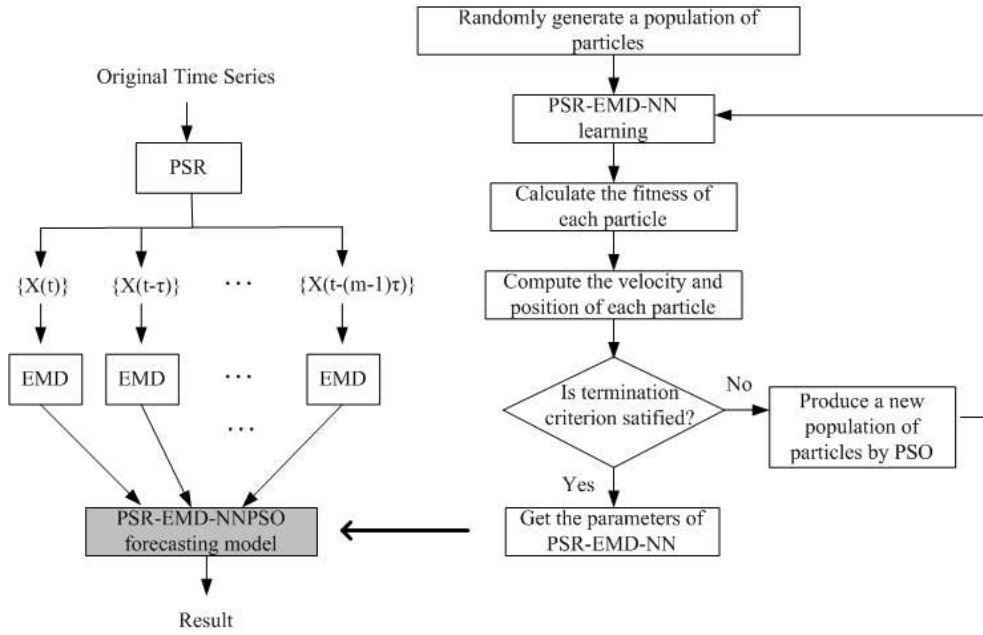 Original Time Series
PSR
{X(t)}
{X(t-τ)}
...
{X(t-(m-1)τ)}
EMD
EMD
...
EMD
...
PSR-EMD-NNPSO
forecasting model
Result
Randomly generate a population of
particles
PSR-EMD-NN
learning
Calculate the fitness of
each particle
Compute the velocity and
position of each particle
Is termination
criterion satified?
No
Produce a new
population of
particles by PSO
Yes
Get the parameters of
PSR-EMD-NN